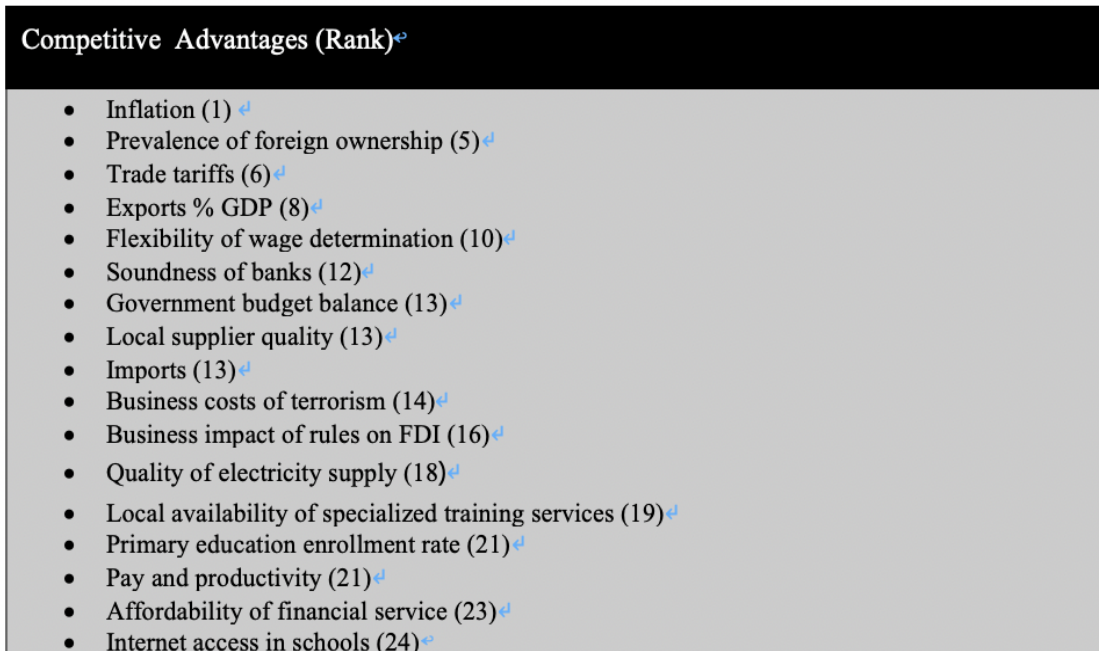 Competitive  Advantages (Rank)
• Inflation (1)
• Prevalence of foreign ownership (5)
• Trade tariffs (6)
• Exports % GDP (8)
• Flexibility of wage determination (10)
• Soundness of banks (12)
• Government budget balance (13)
• Local supplier quality (13)
• Imports (13)
• Business costs of terrorism (14)
• Business impact of rules on FDI (16)
• Quality of electricity supply (18)
• Local availability of specialized training services (19)
• Primary education enrollment rate (21)
• Pay and productivity (21)
• Affordability of financial service (23)
• Internet access in schools (24)